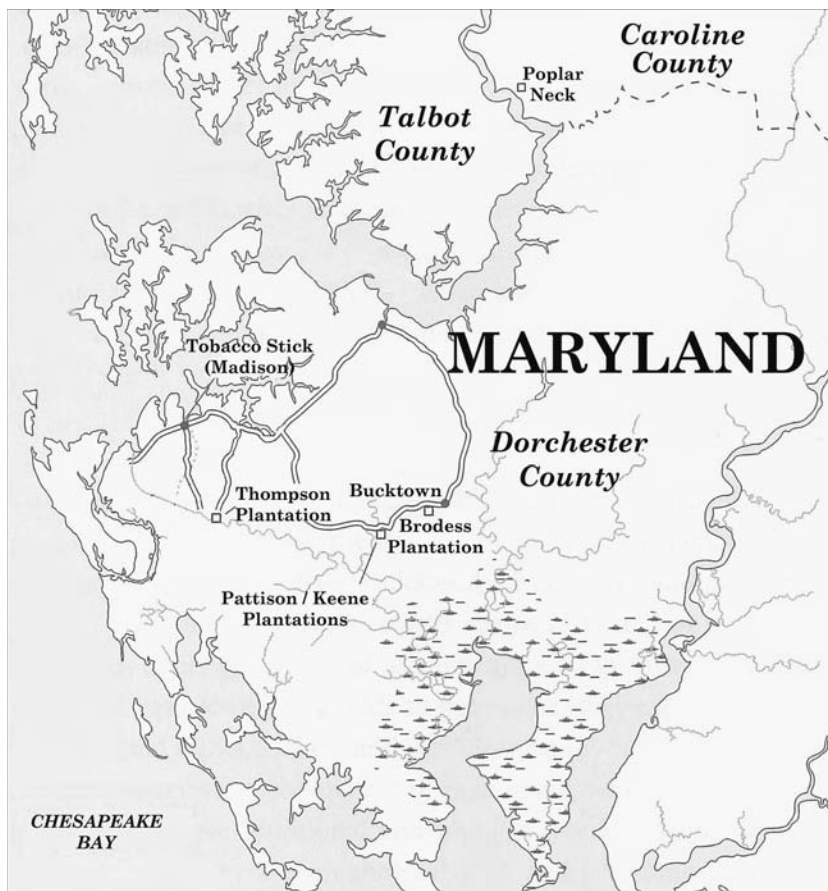 Caroline
County
Poplar
Neck
Talbot
County
MARYLAND
Tobacco Stick
(Madison)
Dorchester
County
Thompson
Plantation
Bucktown
Brodess
Plantation
Pattison / Keene
Plantations
CHESAPEAKE
BAY